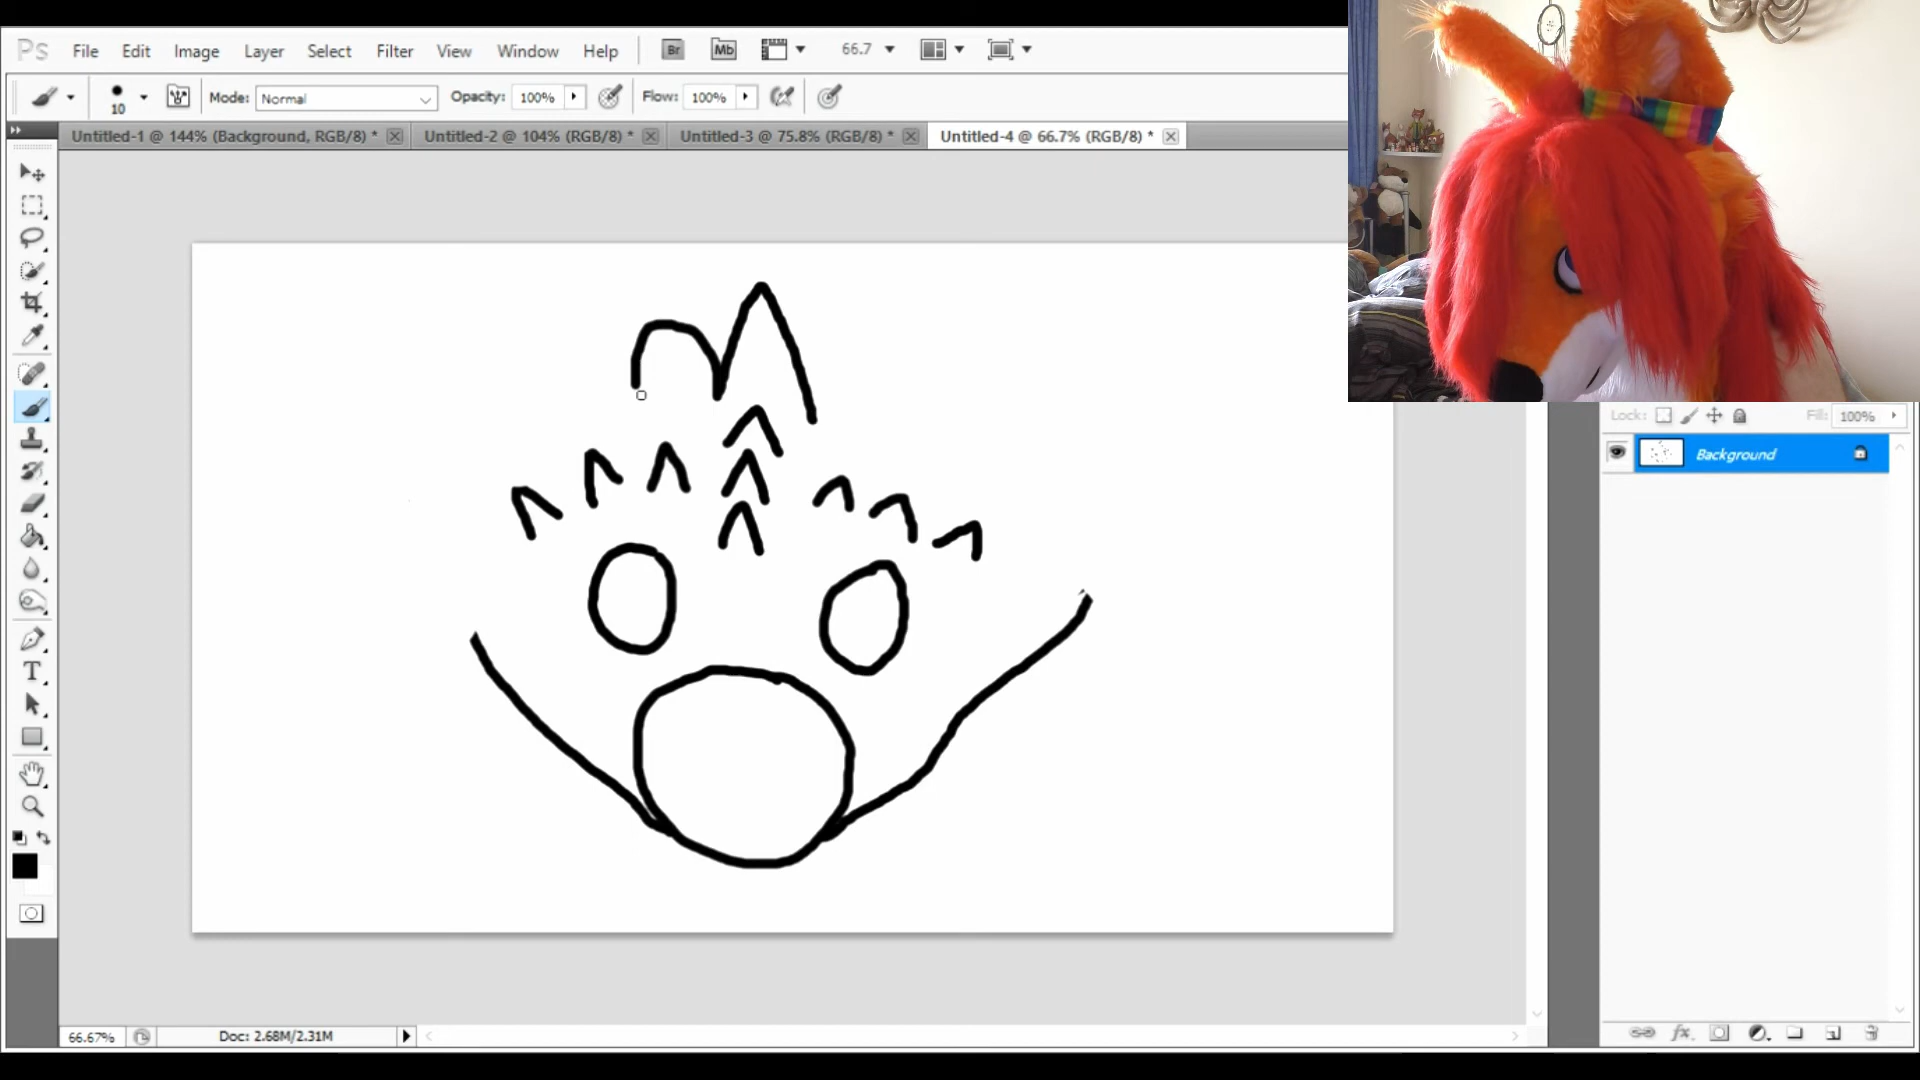 Ps File Edit Image Layer Select Filter View Window Help Br Mb 66.7
10 Mode: Normal Opacity: 100% Flow: 100%
Untitled-1 @ 144% (Background, RGB/8) * Untitled-2 @ 104% (RGB/8) * Untitled-3 @ 75.8% (RGB/8) * Untitled-4 @ 66.7% (RGB/8) *
Lock: Fill: 100%
Background
T
66.67% Doc: 2.68M/2.31M
fx